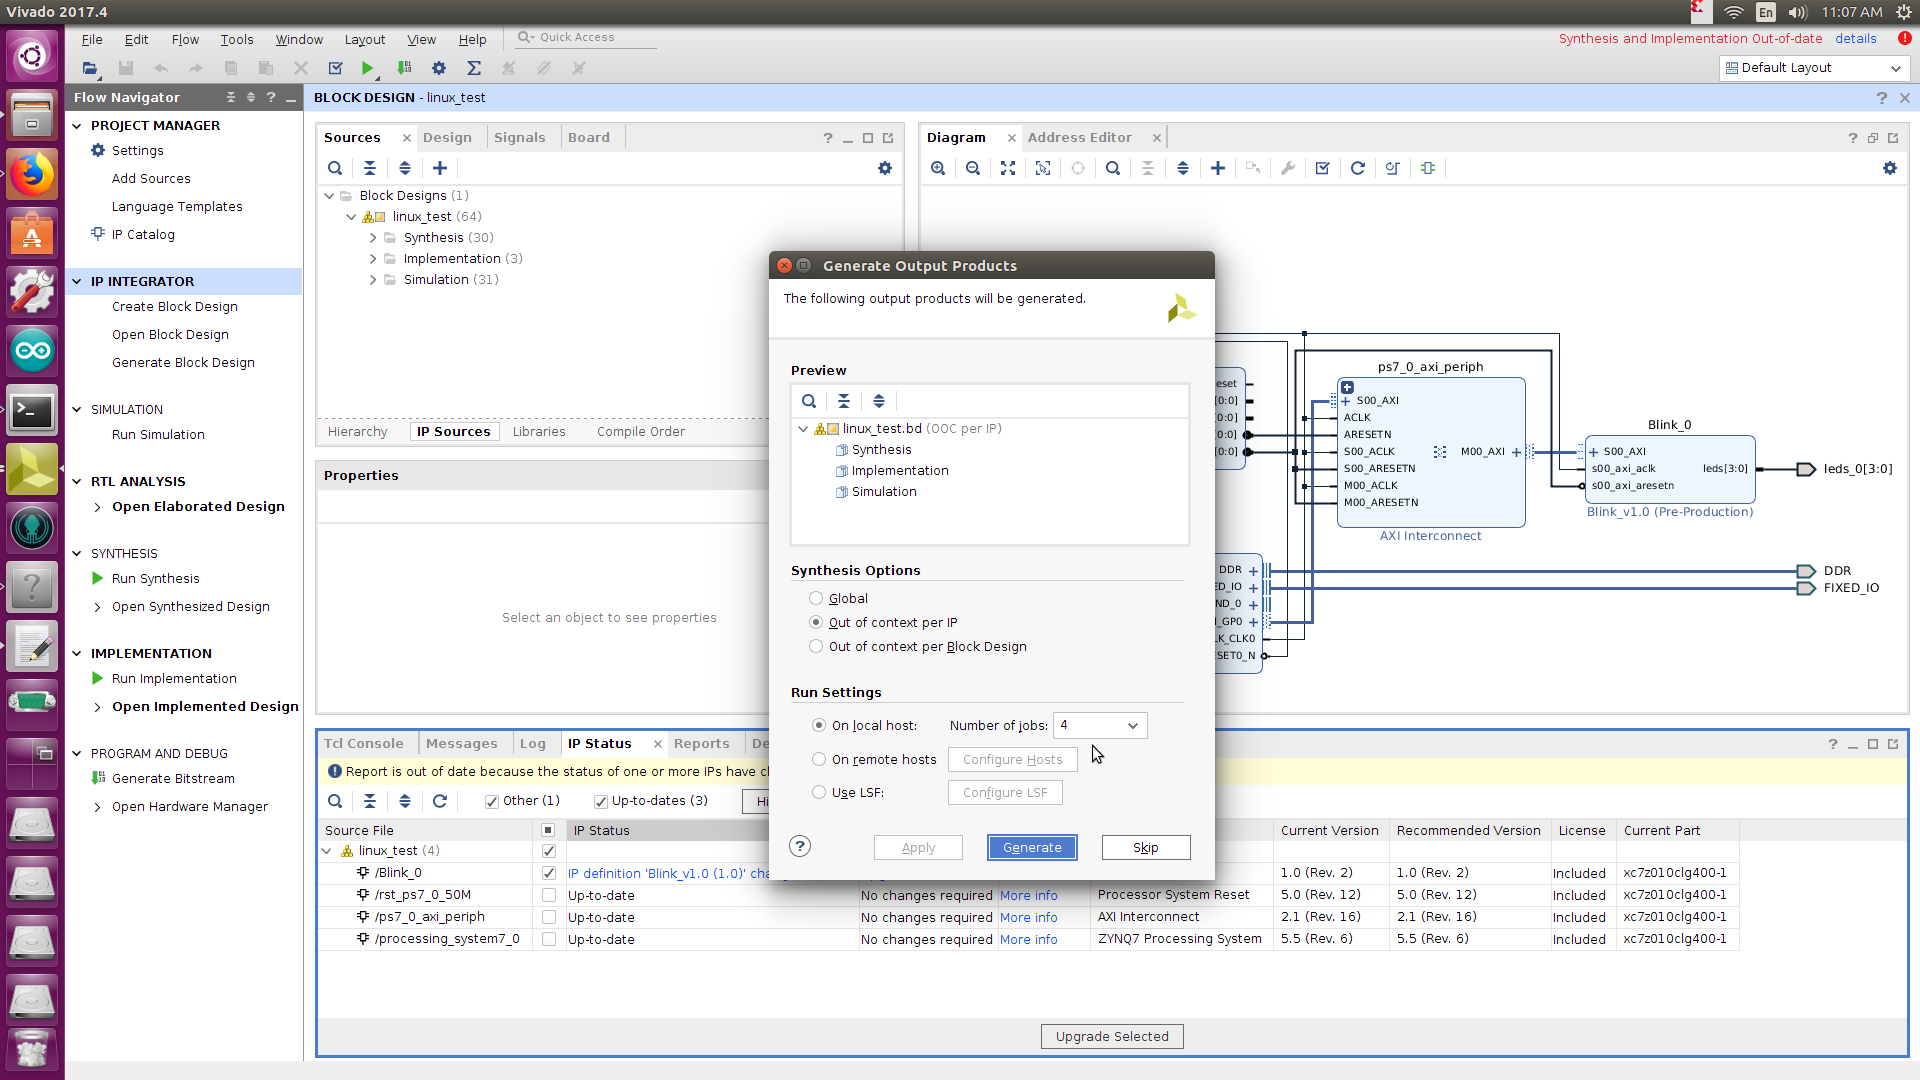 Vivado 2017.4
En
11:07 AM
File Edit Flow Tools Window Layout View Help
Quick Access
Synthesis and Implementation Out-of-date details
Default Layout
Flow Navigator
BLOCK DESIGN - linux_test
PROJECT MANAGER
Settings
Add Sources
Language Templates
IP Catalog
IP INTEGRATOR
Create Block Design
Open Block Design
Generate Block Design
SIMULATION
Run Simulation
RTL ANALYSIS
Open Elaborated Design
SYNTHESIS
Run Synthesis
Open Synthesized Design
IMPLEMENTATION
Run Implementation
Open Implemented Design
PROGRAM AND DEBUG
Generate Bitstream
Open Hardware Manager
Sources Design Signals Board
Block Designs (1)
linux_test (64)
Synthesis (30)
Implementation (3)
Simulation (31)
Hierarchy IP Sources Libraries Compile Order
Properties
Select an object to see properties
Diagram Address Editor
eset
[0:0]
0:0]
0:0]
[0:0]
ps7_0_axi_periph
S00_AXI
ACLK
ARESETN
S00_ACLK
S00_ARESETN
M00_ACLK
M00_ARESETN
M00_AXI
AXI Interconnect
Blink_0
S00_AXI
s00_axi_aclk
s00_axi_aresetn
leds[3:0]
Blink_v1.0 (Pre-Production)
leds_0[3:0]
DDR
ED_IO
ND_0
I_GP0
LK_CLK0
SET0_N
DDR
FIXED_IO
Generate Output Products
The following output products will be generated.
Preview
linux_test.bd (OOC per IP)
Synthesis
Implementation
Simulation
Synthesis Options
Global
Out of context per IP
Out of context per Block Design
Run Settings
On local host: Number of jobs: 4
On remote hosts Configure Hosts
Use LSF: Configure LSF
Apply Generate Skip
Tcl Console Messages Log IP Status Reports De
Report is out of date because the status of one or more IPs have c
Other (1) Up-to-dates (3) Hi
Source File IP Status Current Version Recommended Version License Current Part
linux_test (4)
/Blink_0 IP definition 'Blink_v1.0 (1.0)' cha 1.0 (Rev. 2) 1.0 (Rev. 2) Included xc7z010clg400-1
/rst_ps7_0_50M Up-to-date No changes required More info Processor System Reset 5.0 (Rev. 12) 5.0 (Rev. 12) Included xc7z010clg400-1
/ps7_0_axi_periph Up-to-date No changes required More info AXI Interconnect 2.1 (Rev. 16) 2.1 (Rev. 16) Included xc7z010clg400-1
/processing_system7_0 Up-to-date No changes required More info ZYNQ7 Processing System 5.5 (Rev. 6) 5.5 (Rev. 6) Included xc7z010clg400-1
Upgrade Selected